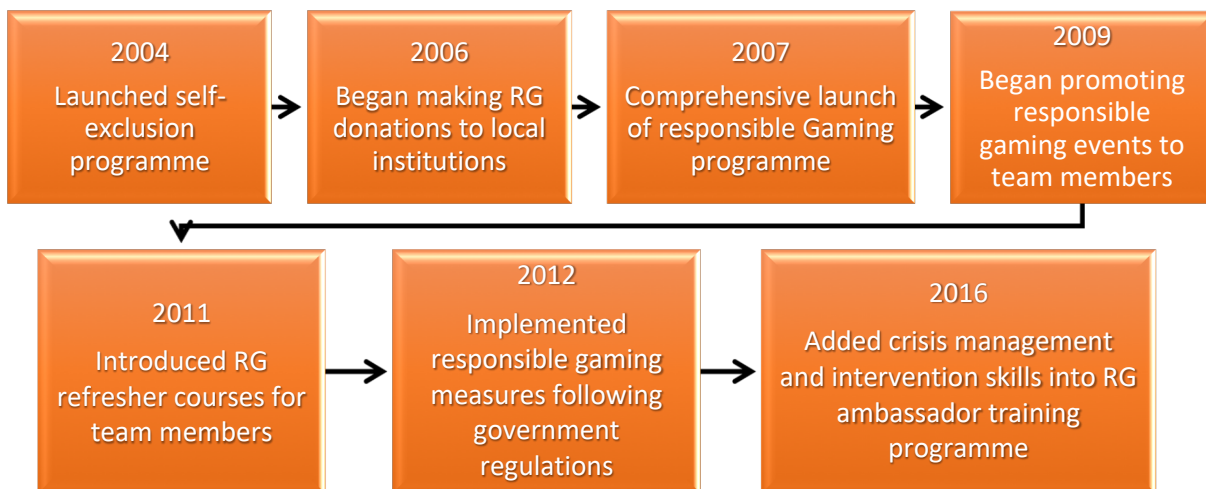 2004
Launched self-
exclusion
programme
2006
Began making RG
donations to local
institutions
2007
Comprehensive launch
of responsible Gaming
programme
2009
Began promoting
responsible
gaming events to
team members
2011
Introduced RG
refresher courses for
team members
2012
Implemented
responsible gaming
measures following
government
regulations
2016
Added crisis management
and intervention skills into RG
ambassador training
programme